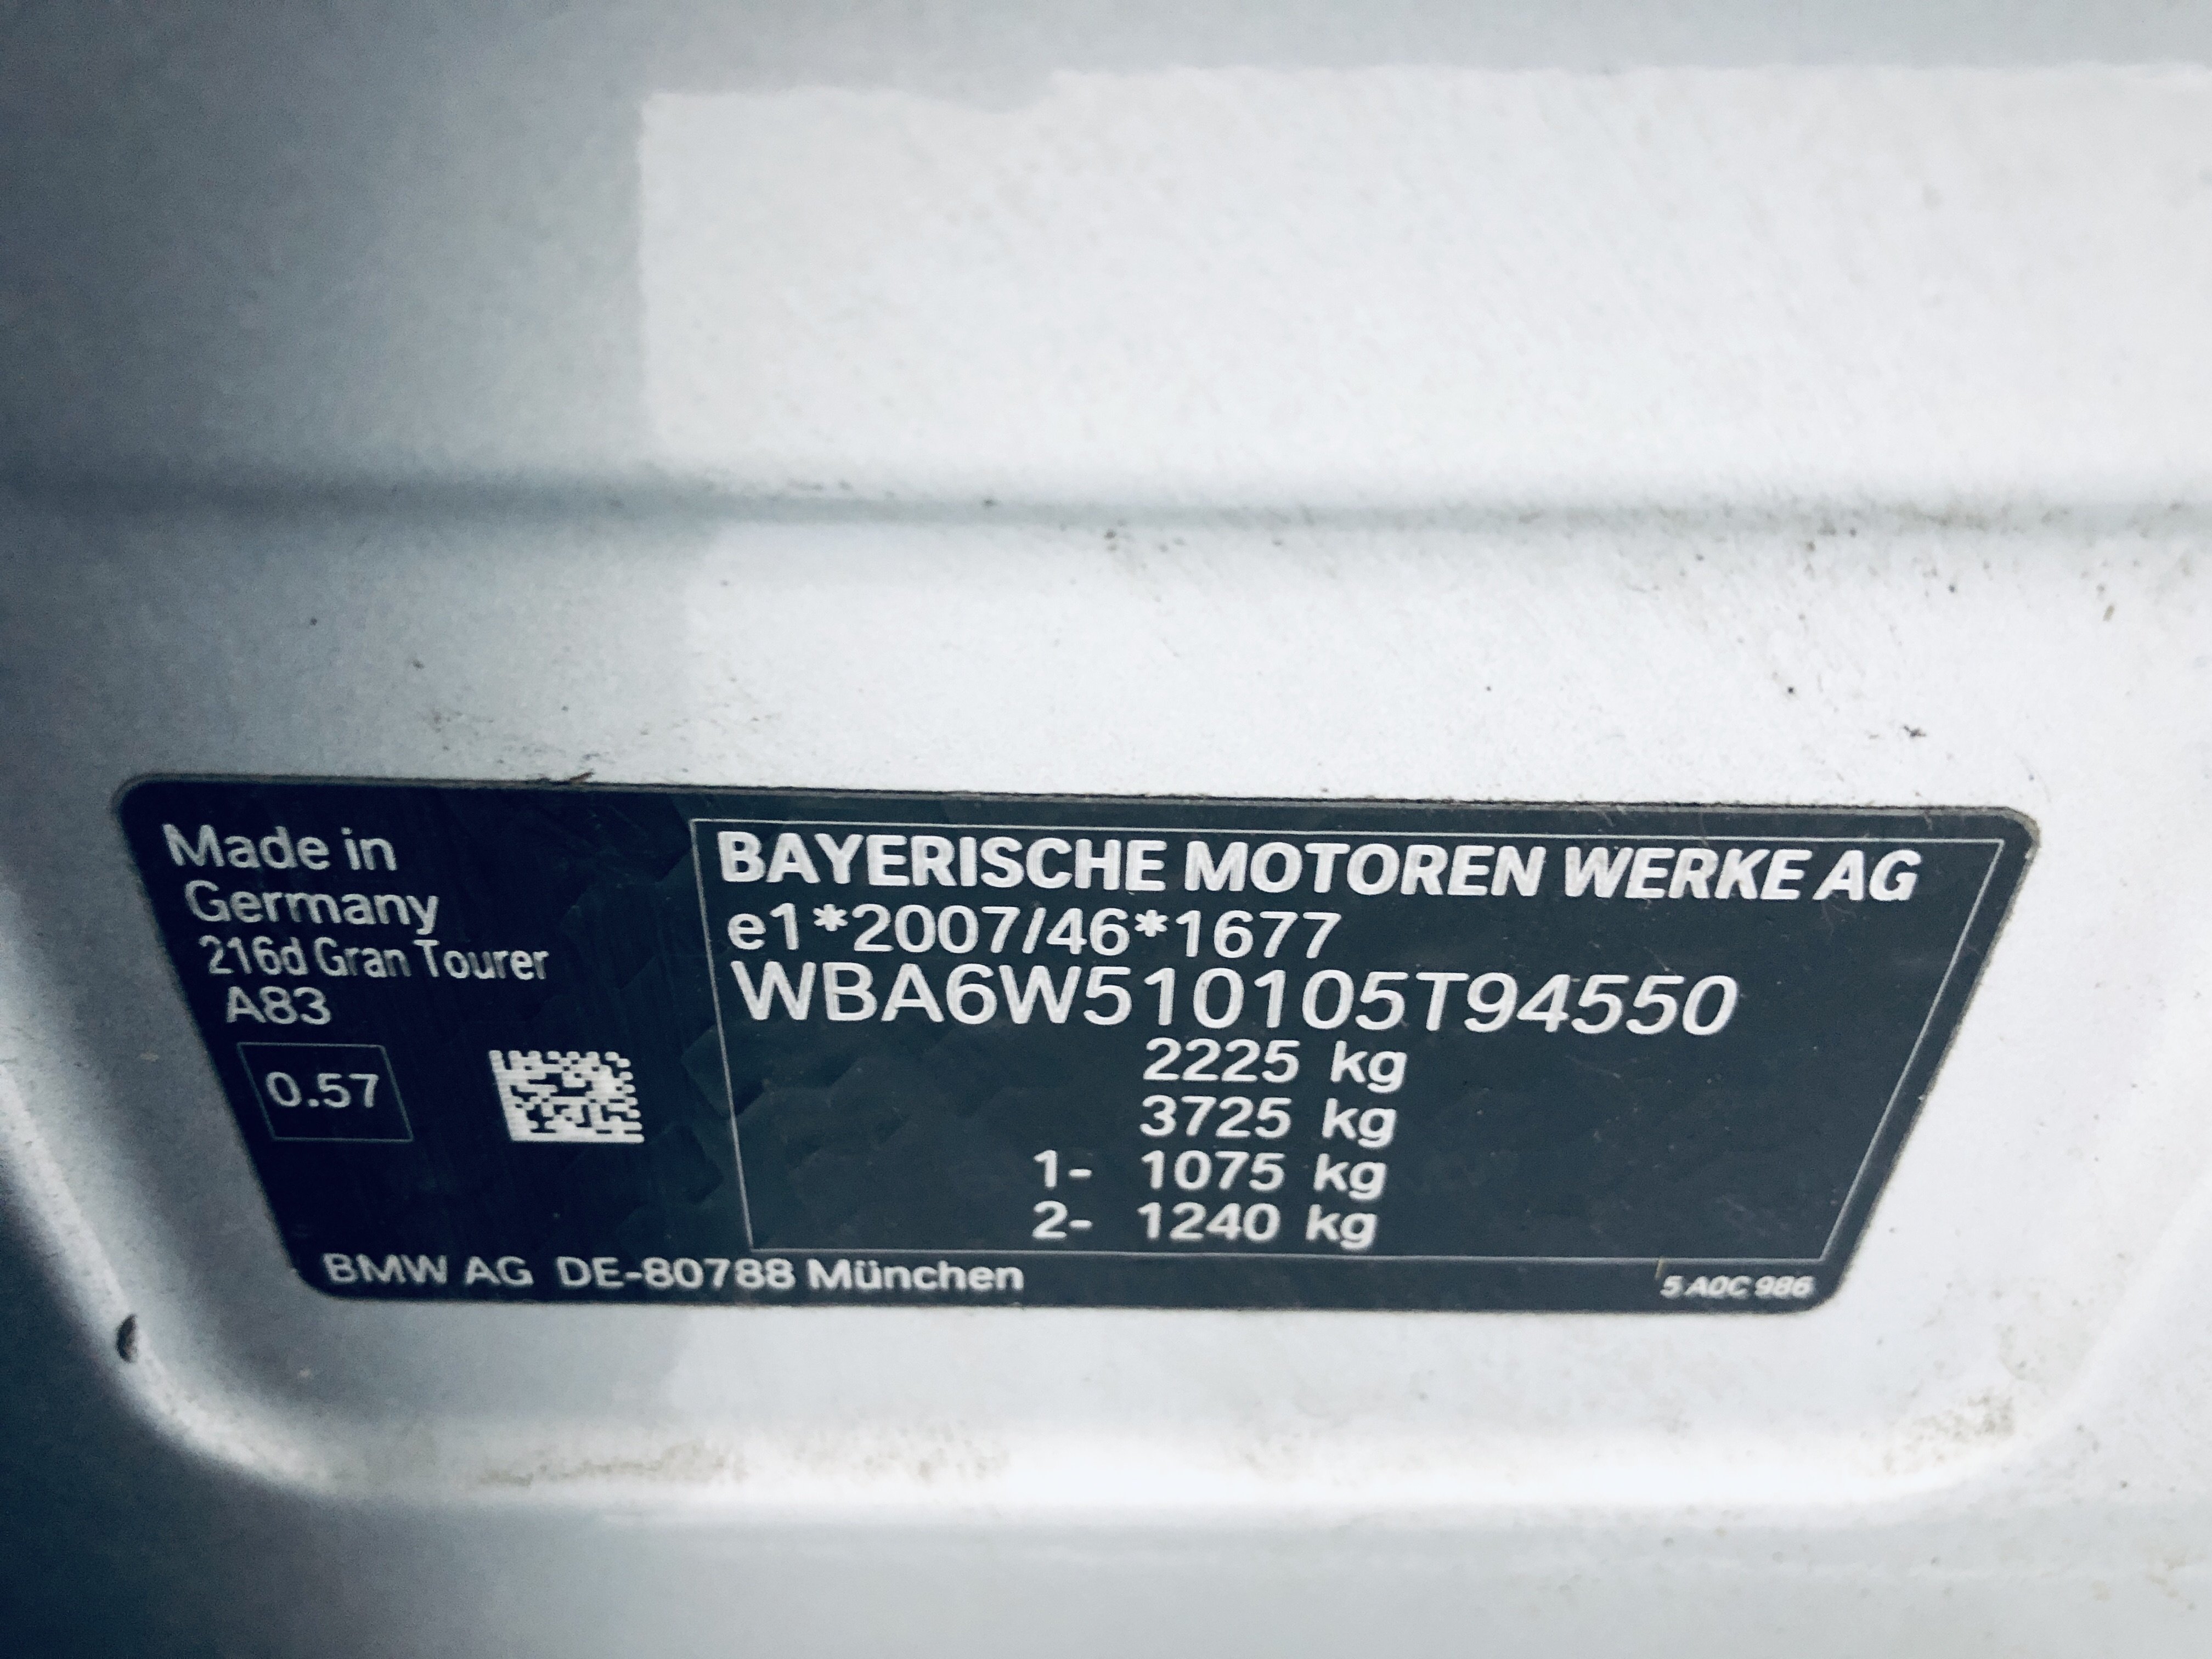 Made in
Germany
216d Gran Tourer
A83
0.57
BAYERISCHE MOTOREN WERKE AG
e1*2007/46*1677
WBA6W510105T94550
2225 kg
3725 kg
1- 1075 kg
2- 1240 kg
BMW AG DE-80788 München
5 A0C 986